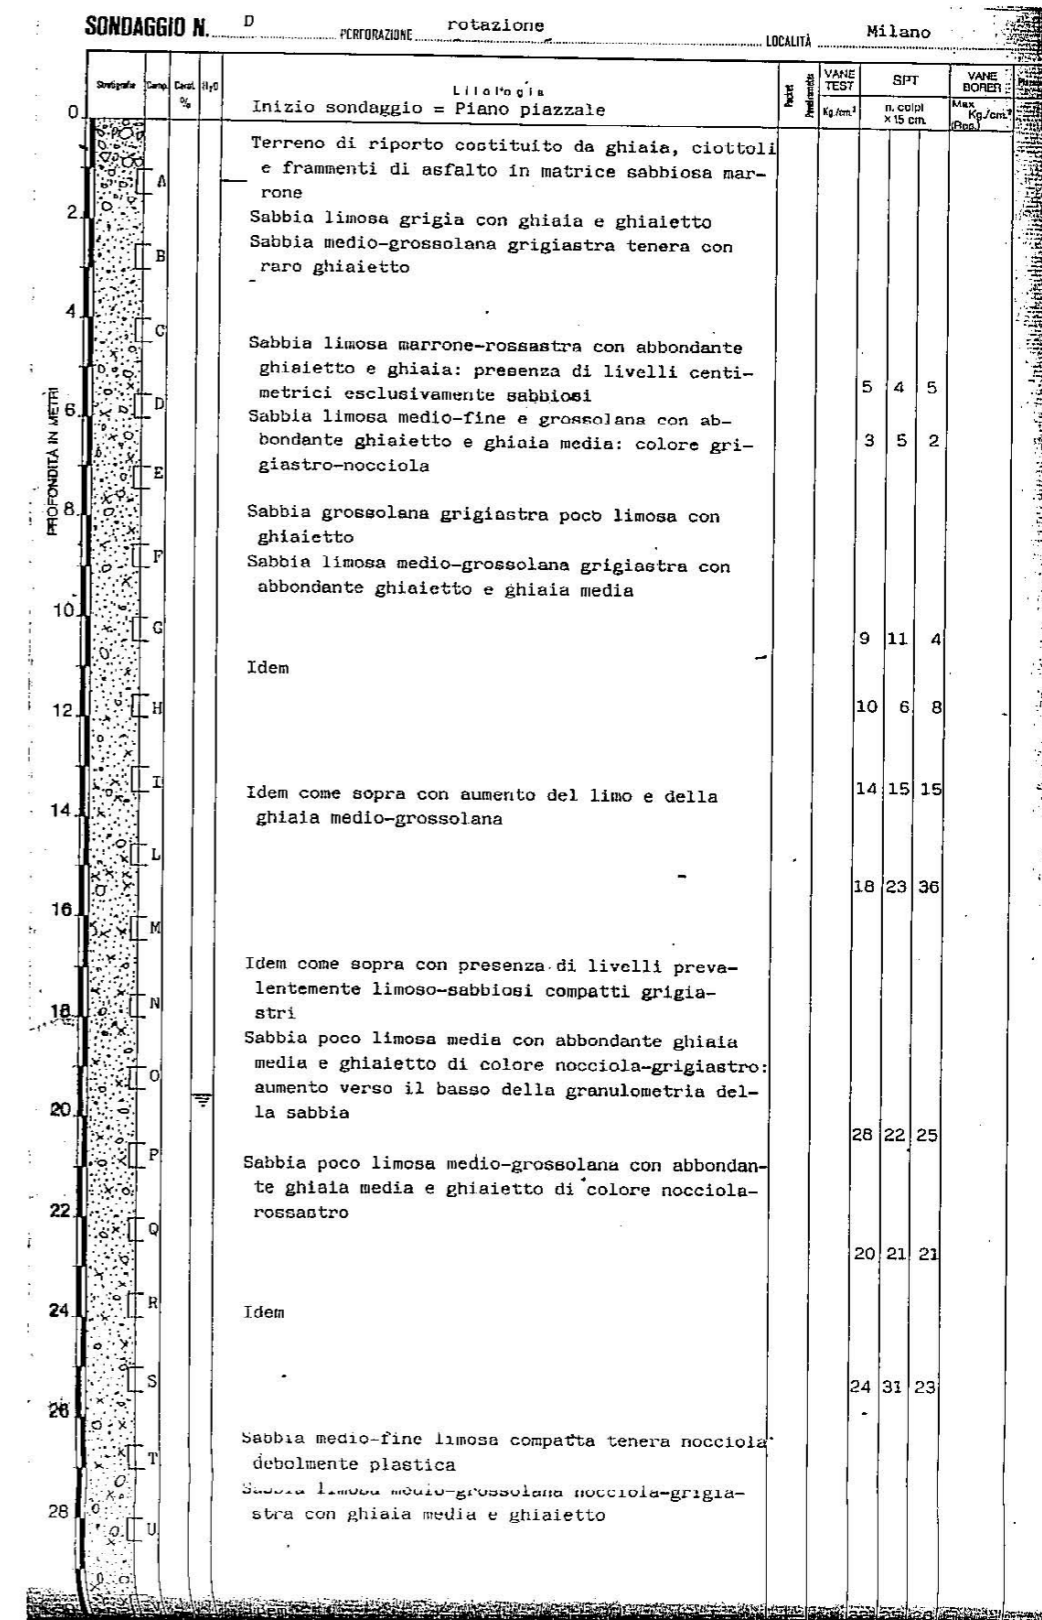 SONDAGGIO N. D PERFORAZIONE rotazione LOCALITÀ Milano
Stratigrafia Camp. Carot. % H₂O Litologia Pocket Penetrometer VANE TEST Kg./cm.² SPT n. colpi × 15 cm. VANE BORER Max Kg./cm.² (Res.)
Inizio sondaggio = Piano piazzale
0
Terreno di riporto costituito da ghiaia, ciottoli
e frammenti di asfalto in matrice sabbiosa mar-
A
rone
2
Sabbia limosa grigia con ghiaia e ghiaietto
Sabbia medio-grossolana grigiastra tenera con
B
raro ghiaietto
4
C
Sabbia limosa marrone-rossastra con abbondante
ghiaietto e ghiaia: presenza di livelli centi-
5 4 5
metrici esclusivamente sabbiosi
D
PROFONDITÀ IN METRI
6
Sabbia limosa medio-fine e grossolana con ab-
bondante ghiaietto e ghiaia media: colore gri-
3 5 2
giastro-nocciola
E
8
Sabbia grossolana grigiastra poco limosa con
ghiaietto
F
Sabbia limosa medio-grossolana grigiastra con
abbondante ghiaietto e ghiaia media
10
G
9 11 4
Idem
12
H
10 6 8
I
14 15 15
Idem come sopra con aumento del limo e della
14
ghiaia medio-grossolana
L
18 23 36
16
M
Idem come sopra con presenza di livelli preva-
lentemente limoso-sabbiosi compatti grigia-
N
18
stri
Sabbia poco limosa media con abbondante ghiaia
media e ghiaietto di colore nocciola-grigiastro:
O
aumento verso il basso della granulometria del-
20
la sabbia
28 22 25
P
Sabbia poco limosa medio-grossolana con abbondan-
te ghiaia media e ghiaietto di colore nocciola-
22
rossastro
Q
20 21 21
R
24
Idem
S
24 31 23
26
Sabbia medio-fine limosa compatta tenera nocciola
T
debolmente plastica
Sabbia limosa medio-grossolana nocciola-grigia-
28
stra con ghiaia media e ghiaietto
U